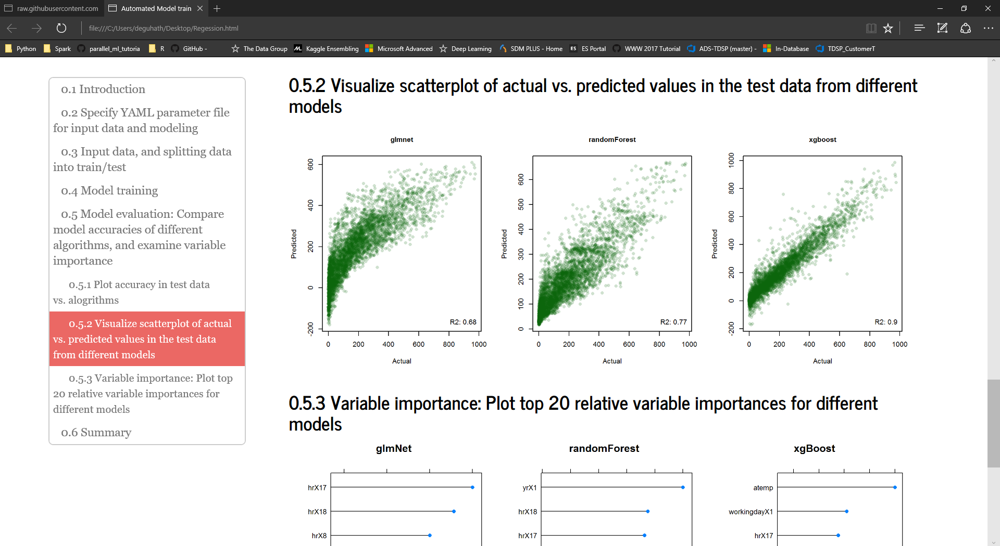 raw.githubusercontent.com
Automated Model train
file:///C:/Users/deguhath/Desktop/Regession.html
Python
Spark
parallel_ml_tutoria
R
GitHub -
The Data Group
Kaggle Ensembling
Microsoft Advanced
Deep Learning
SDM PLUS - Home
ES
ES Portal
WWW 2017 Tutorial
ADS-TDSP (master) -
In-Database
TDSP_CustomerT
0.1 Introduction
0.2 Specify YAML parameter file
for input data and modeling
0.3 Input data, and splitting data
into train/test
0.4 Model training
0.5 Model evaluation: Compare
model accuracies of different
algorithms, and examine variable
importance
0.5.1 Plot accuracy in test data
vs. alogrithms
0.5.2 Visualize scatterplot of actual
vs. predicted values in the test data
from different models
0.5.3 Variable importance: Plot top
20 relative variable importances for
different models
0.6 Summary
0.5.2 Visualize scatterplot of actual vs. predicted values in the test data from different
models
glmnet
600
400
200
0
-200
Predicted
R2: 0.68
0 200 400 600 800 1000
Actual
randomForest
600
500
400
300
200
100
0
Predicted
R2: 0.77
0 200 400 600 800 1000
Actual
xgboost
1000
800
600
400
200
0
-200
Predicted
R2: 0.9
0 200 400 600 800 1000
Actual
0.5.3 Variable importance: Plot top 20 relative variable importances for different
models
glmNet
hrX17
hrX18
hrX8
randomForest
yrX1
hrX18
hrX17
xgBoost
atemp
workingdayX1
hrX17